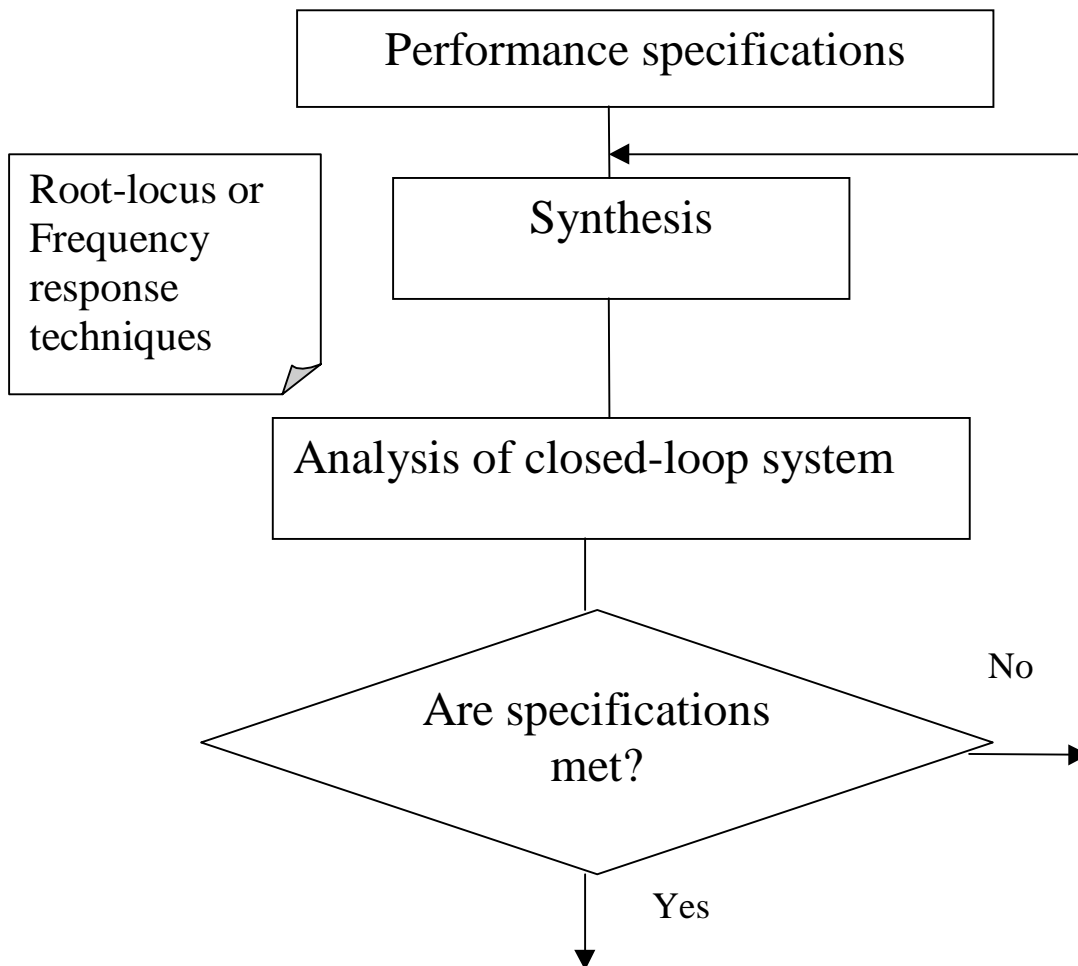 Performance specifications
Root-locus or
Frequency
response
techniques
Synthesis
Analysis of closed-loop system
No
Are specifications
met?
Yes